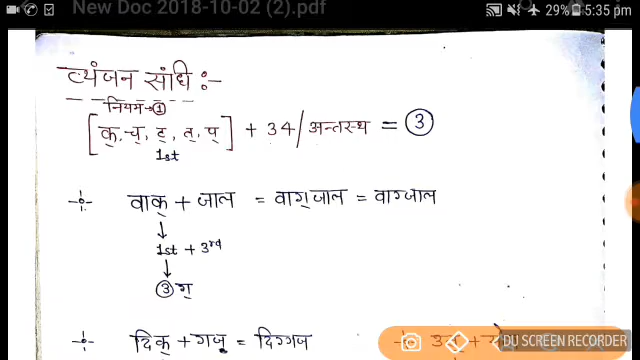 New Doc 2018-10-02 (2).pdf 29% 5:35 pm
व्यंजन संधि :-
नियम→①
[क्, च्, ट्, त्, प्] + 34/अन्तस्थ = ③
1st
वाक् + जाल = वाग्‌जाल = वाग्जाल
↓
1st + 3rd
↓
③ ग्
दिक् + गज = दिग्गज
DU SCREEN RECORDER